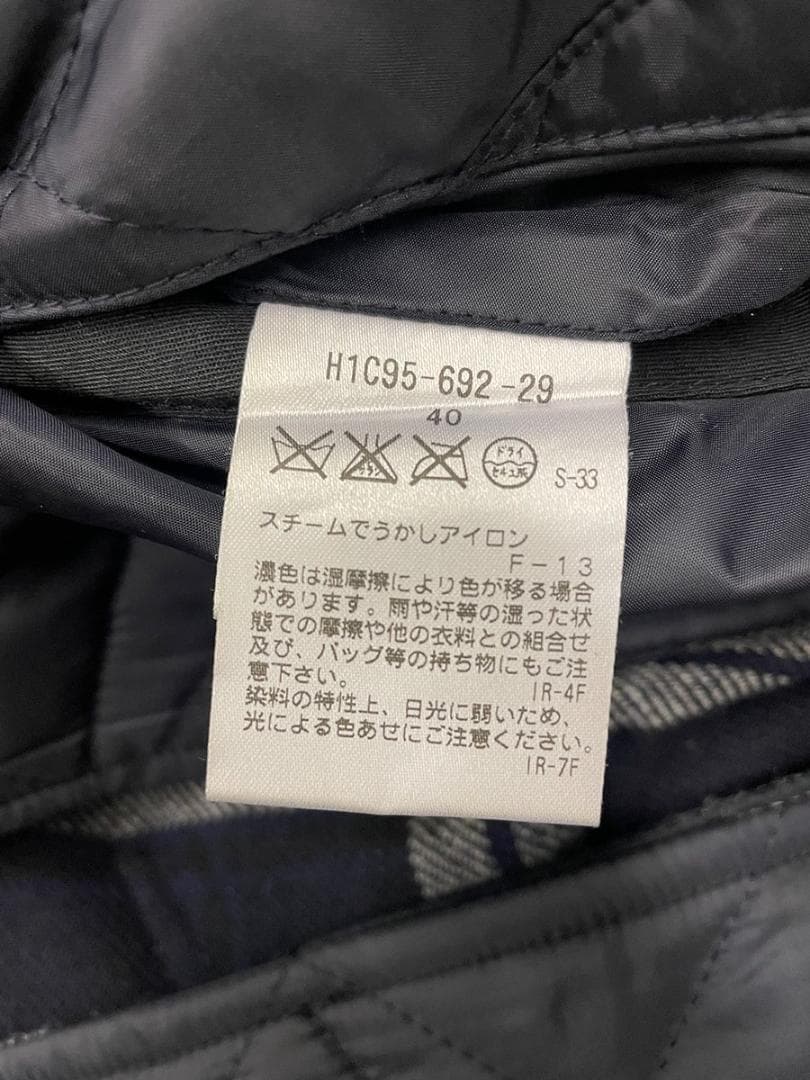 H1C95-692-29
40
ドライ
セキユ系
S-33
スチームでうかしアイロン
F-13
濃色は湿摩擦により色が移る場合
があります。雨や汗等の湿った状
態での摩擦や他の衣料との組合せ
及び、バッグ等の持ち物にもご注
意下さい。
IR-4F
染料の特性上、日光に弱いため、
光による色あせにご注意ください。
IR-7F